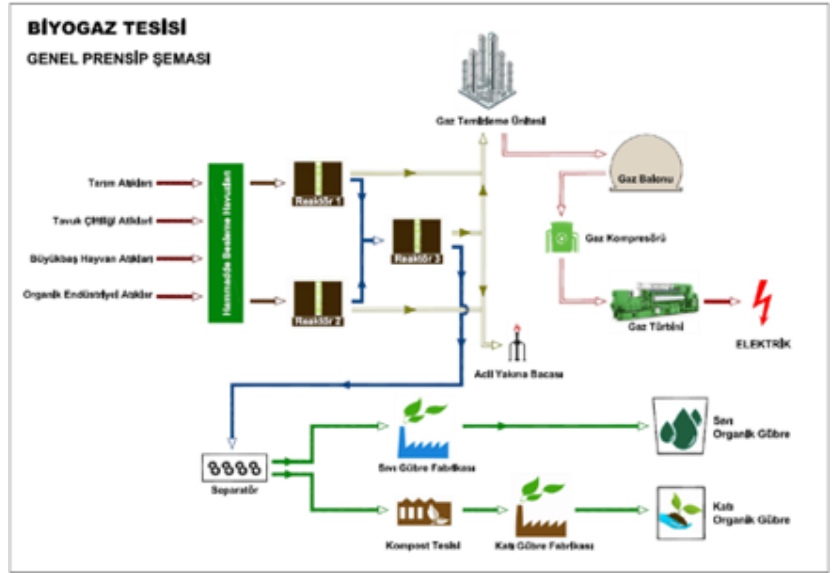 BİYOGAZ TESİSİ
GENEL PRENSİP ŞEMASI
Gaz Temizleme Ünitesi
Tarım Atıkları
Tavuk Çiftliği Atıkları
Büyükbaş Hayvan Atıkları
Organik Endüstriyel Atıklar
Hammadde Besleme Havuzları
Reaktör 1
Reaktör 2
Reaktör 3
Gaz Balonu
Gaz Kompresörü
Gaz Türbini
ELEKTRİK
Acil Yakma Bacası
Separatör
Sıvı Gübre Fabrikası
Sıvı
Organik Gübre
Kompost Tesisi
Katı Gübre Fabrikası
Katı
Organik Gübre